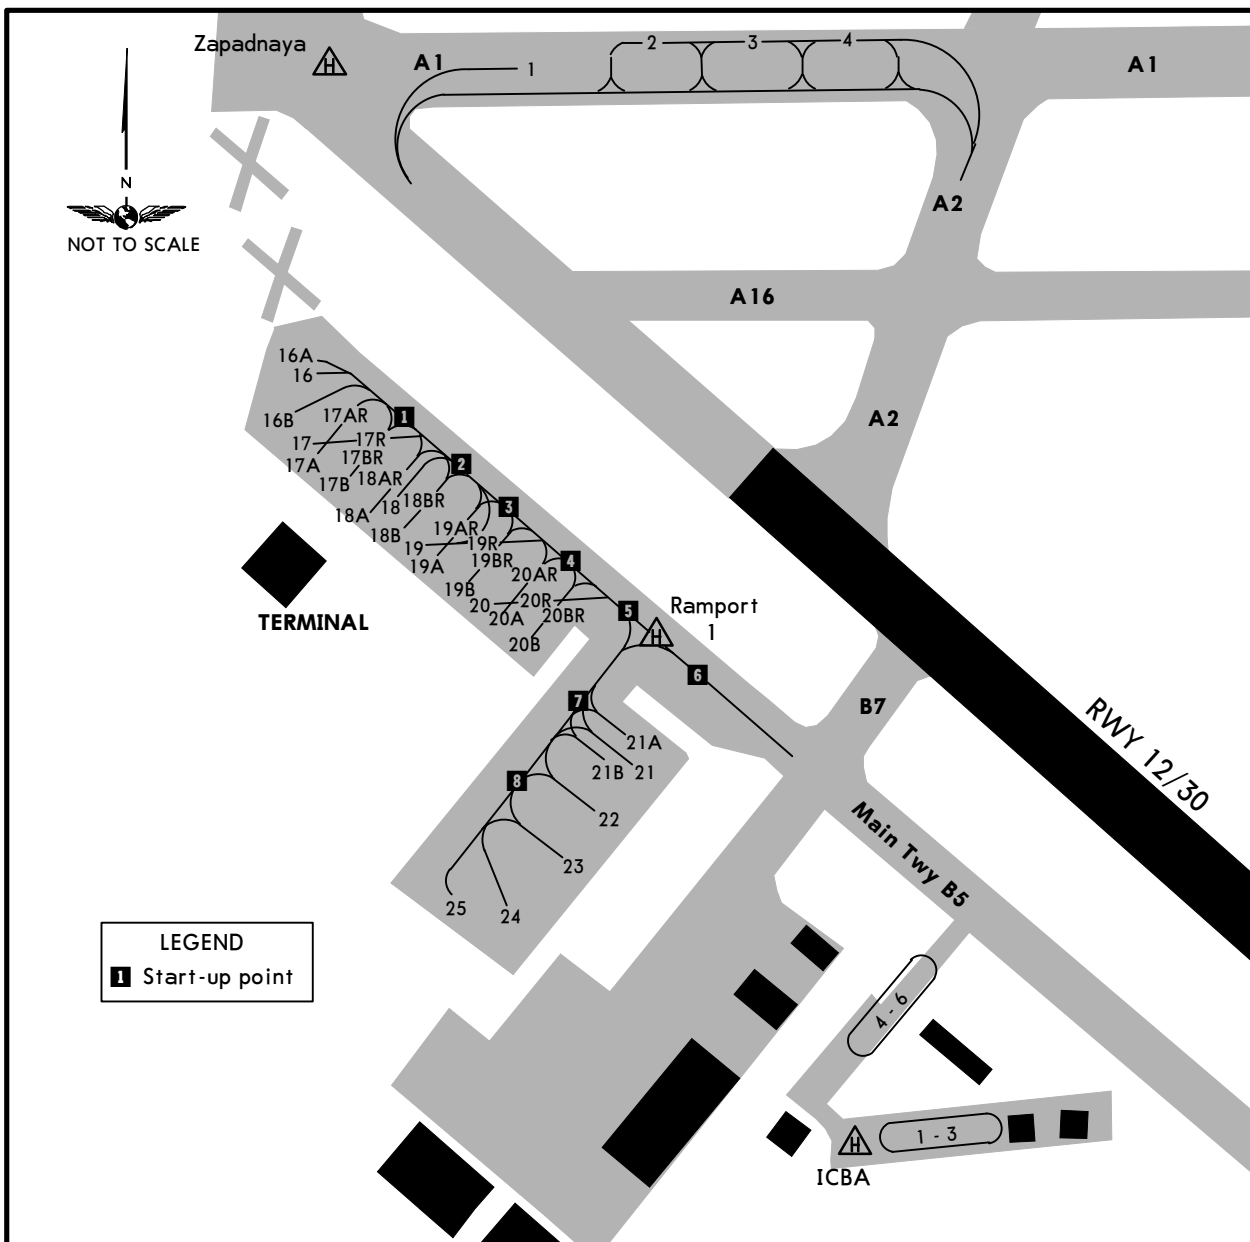 Zapadnaya
H
A1
1
2
3
4
A1
N
NOT TO SCALE
A2
A16
A2
16A
16
16B
17AR
17
17R
17A
17BR
17B
18AR
18A
18
18BR
18B
19AR
19
19R
19A
19BR
19B
20AR
20
20R
20A
20BR
20B
1
2
3
4
5
6
7
8
TERMINAL
Ramport
1
H
B7
RWY 12/30
21A
21B
21
22
23
24
25
Main Twy B5
LEGEND
1 Start-up point
4 - 6
1 - 3
H
ICBA